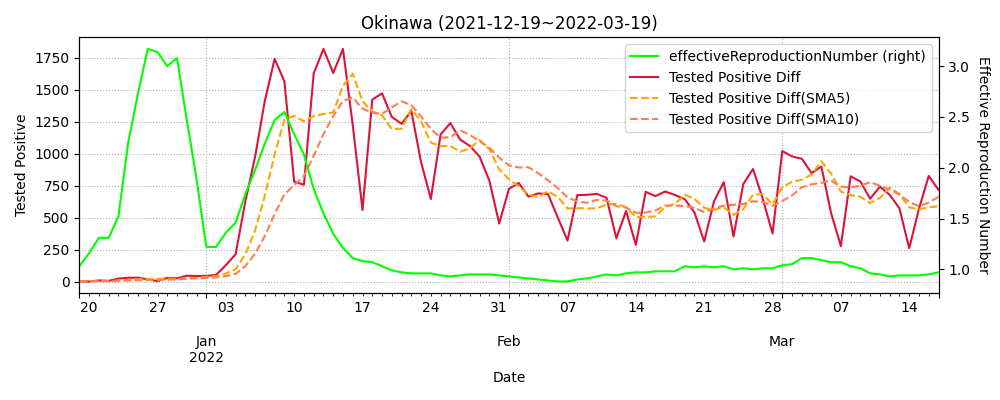 Okinawa (2021-12-19~2022-03-19)
effectiveReproductionNumber (right)
Tested Positive Diff
Tested Positive Diff(SMA5)
Tested Positive Diff(SMA10)
Tested Positive
1750
1500
1250
1000
750
500
250
0
3.0
2.5
2.0
1.5
1.0
Effective Reproduction Number
20 27 03 10 17 24 31 07 14 21 28 07 14
Jan Feb Mar
2022
Date